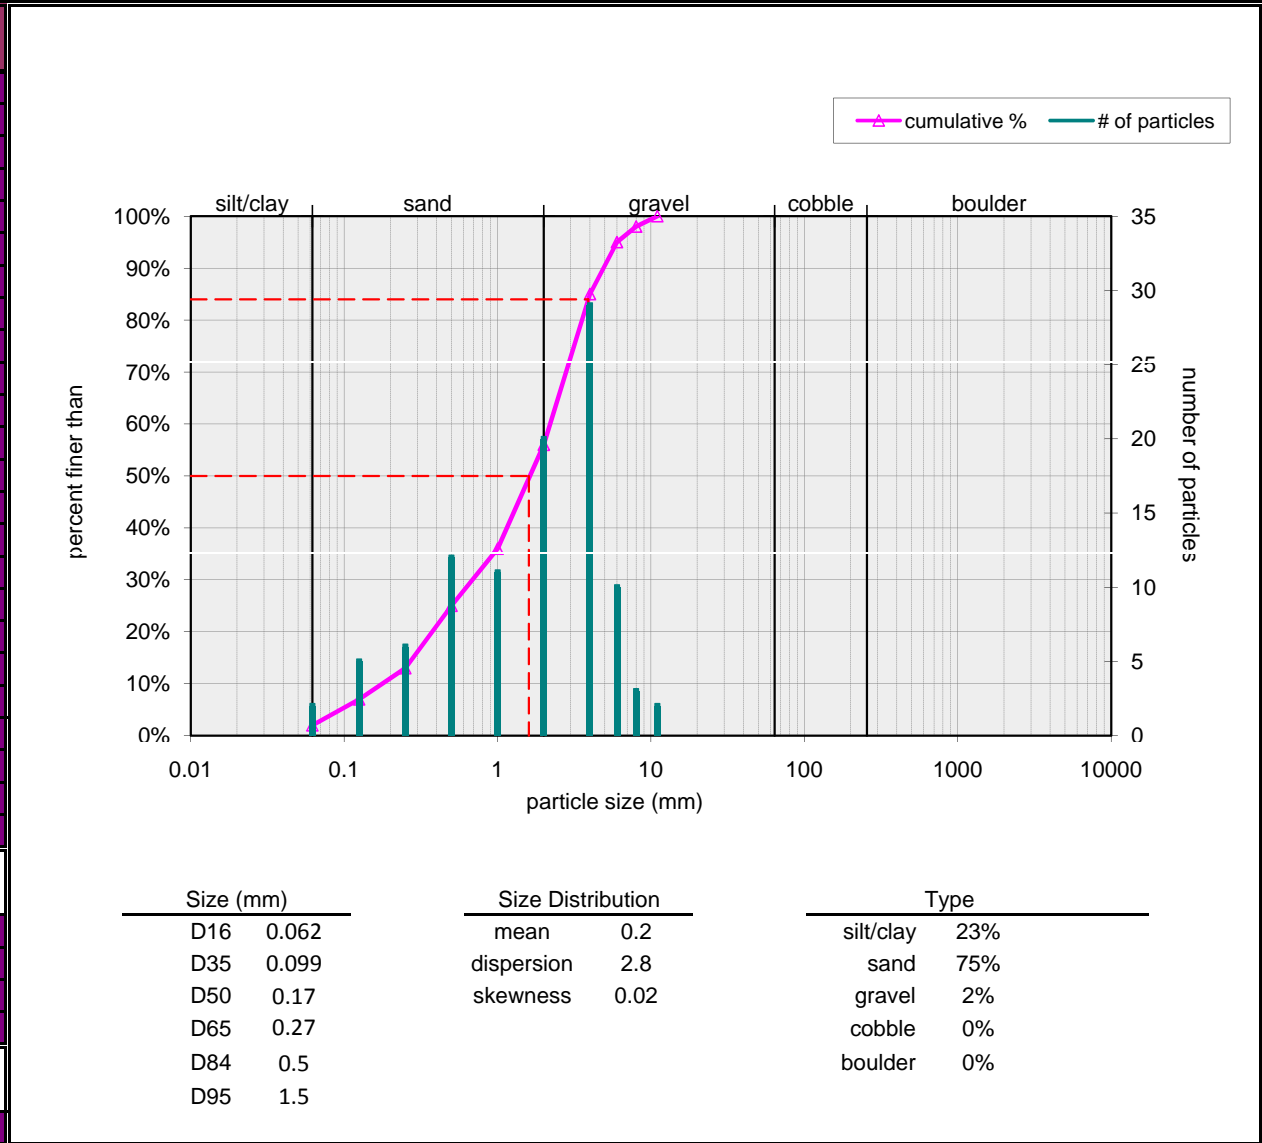 cumulative % # of particles
silt/clay sand gravel cobble boulder
100% 35
90%
30
80%
25
70%
60%
20
50%
15
40%
30%
10
20%
5
10%
0% 0
percent finer than
number of particles
0.01 0.1 1 10 100 1000 10000
particle size (mm)
Size (mm)
D16 0.062
D35 0.099
D50 0.17
D65 0.27
D84 0.5
D95 1.5
Size Distribution
mean 0.2
dispersion 2.8
skewness 0.02
Type
silt/clay 23%
sand 75%
gravel 2%
cobble 0%
boulder 0%